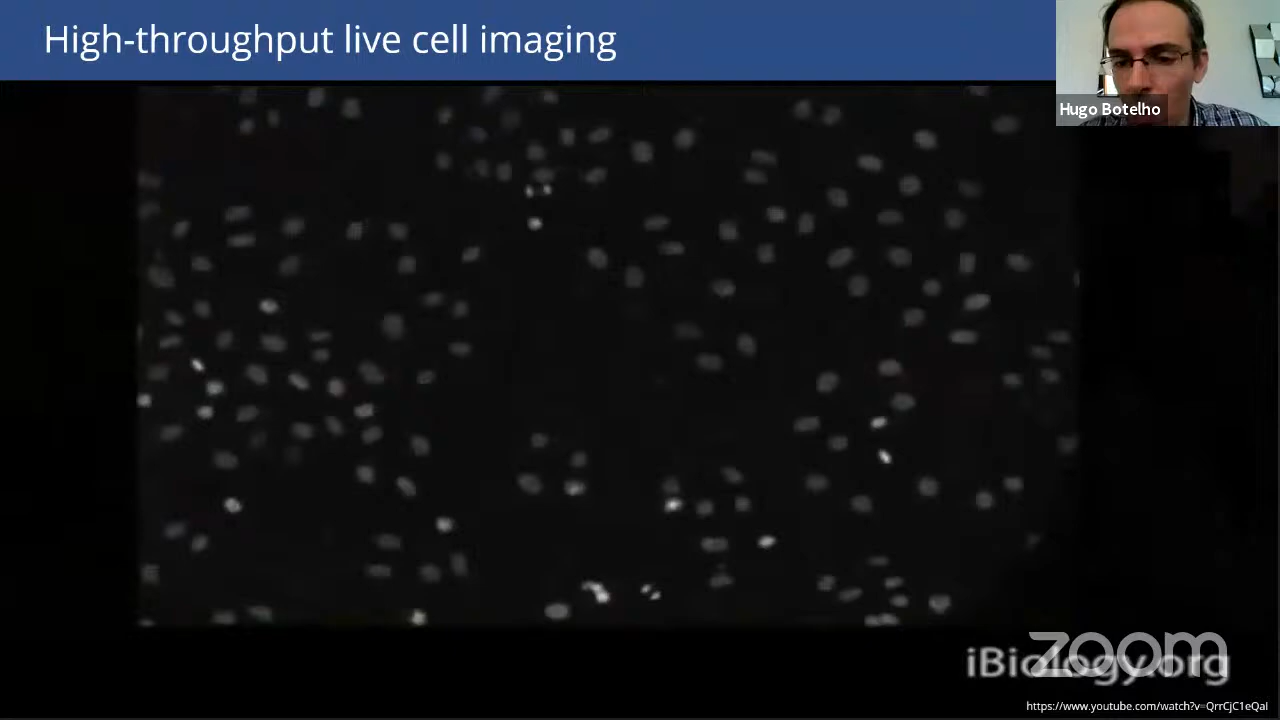 High-throughput live cell imaging
Hugo Botelho
zoom
iBiology.org
https://www.youtube.com/watch?v=QrrCjC1eQaI